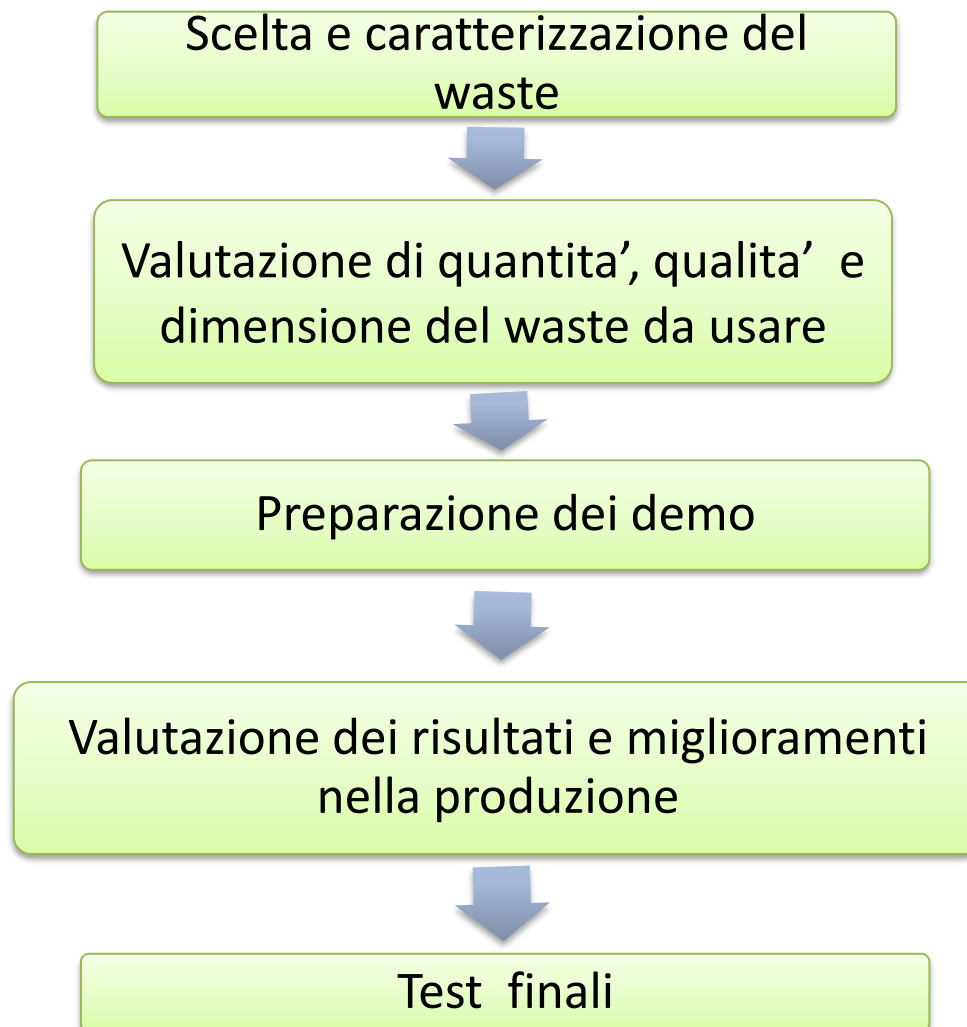 Scelta e caratterizzazione del
waste
Valutazione di quantita’, qualita’  e
dimensione del waste da usare
Preparazione dei demo
Valutazione dei risultati e miglioramenti
nella produzione
Test  finali